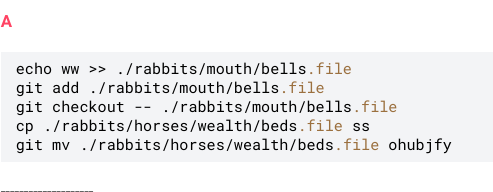 A
echo ww >> ./rabbits/mouth/bells.file
git add ./rabbits/mouth/bells.file
git checkout -- ./rabbits/mouth/bells.file
cp ./rabbits/horses/wealth/beds.file ss
git mv ./rabbits/horses/wealth/beds.file ohubjfy